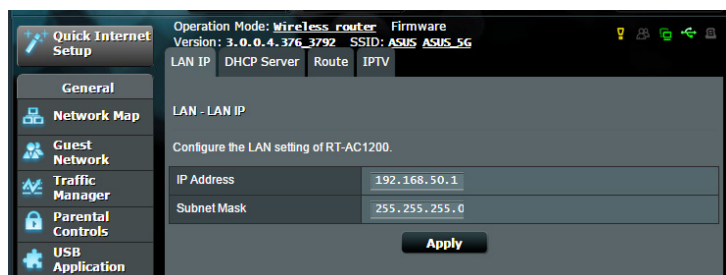 Quick Internet
Setup
Operation Mode: Wireless router Firmware
Version: 3.0.0.4.376_3792 SSID: ASUS ASUS_5G
LAN IP DHCP Server Route IPTV
General
Network Map
Guest
Network
Traffic
Manager
Parental
Controls
USB
Application
LAN - LAN IP
Configure the LAN setting of RT-AC1200.
IP Address 192.168.50.1
Subnet Mask 255.255.255.0
Apply